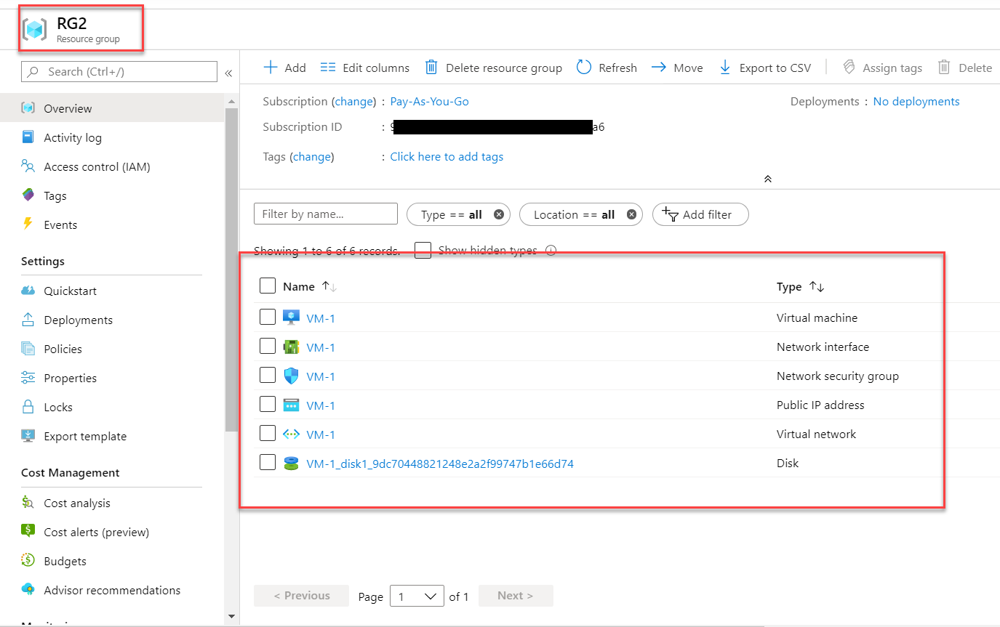 RG2
Resource group
Search (Ctrl+/)
«
Overview
Activity log
Access control (IAM)
Tags
Events
Settings
Quickstart
Deployments
Policies
Properties
Locks
Export template
Cost Management
Cost analysis
Cost alerts (preview)
Budgets
Advisor recommendations
Add Edit columns Delete resource group Refresh Move Export to CSV Assign tags Delete
Subscription (change) : Pay-As-You-Go Deployments : No deployments
Subscription ID : a6
Tags (change) : Click here to add tags
Filter by name... Type == all Location == all Add filter
Showing 1 to 6 of 6 records. Show hidden types
Name Type
VM-1 Virtual machine
VM-1 Network interface
VM-1 Network security group
VM-1 Public IP address
VM-1 Virtual network
VM-1_disk1_9dc70448821248e2a2f99747b1e66d74 Disk
< Previous Page 1 of 1 Next >